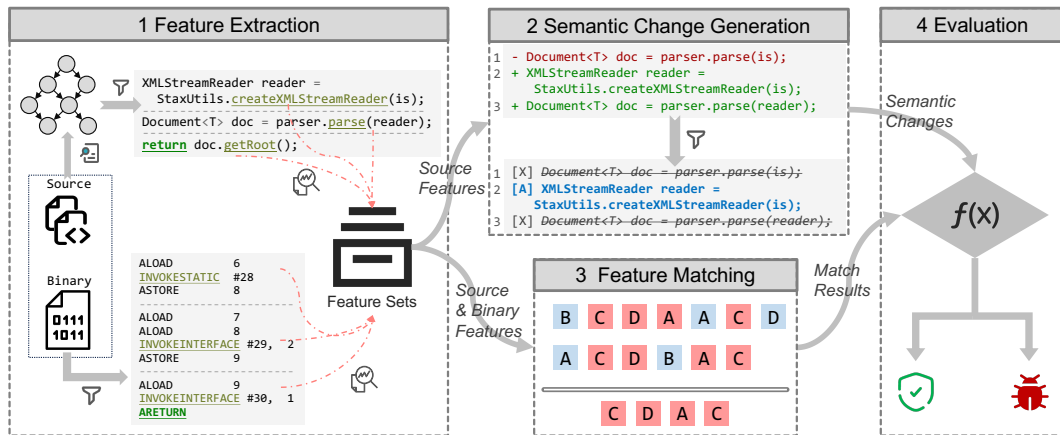 1 Feature Extraction
XMLStreamReader reader =
StaxUtils.createXMLStreamReader(is);
Document<T> doc = parser.parse(reader);
return doc.getRoot();
Source
Binary
0111
1011
ALOAD 6
INVOKESTATIC #28
ASTORE 8
ALOAD 7
ALOAD 8
INVOKEINTERFACE #29, 2
ASTORE 9
ALOAD 9
INVOKEINTERFACE #30, 1
ARETURN
Feature Sets
Source
Features
Source
& Binary
Features
2 Semantic Change Generation
1 - Document<T> doc = parser.parse(is);
2 + XMLStreamReader reader =
StaxUtils.createXMLStreamReader(is);
3 + Document<T> doc = parser.parse(reader);
1 [X] Document<T> doc = parser.parse(is);
2 [A] XMLStreamReader reader =
StaxUtils.createXMLStreamReader(is);
3 [X] Document<T> doc = parser.parse(reader);
3 Feature Matching
B C D A A C D
A C D B A C
C D A C
Semantic
Changes
Match
Results
4 Evaluation
f(x)